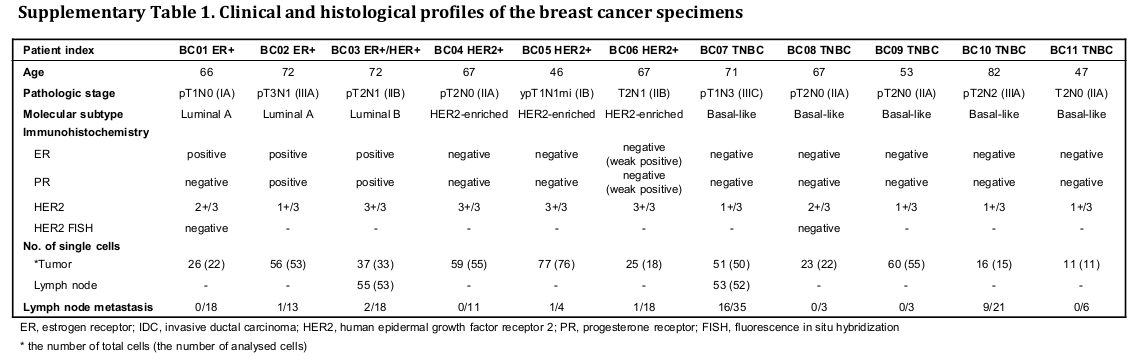 Supplementary Table 1. Clinical and histological profiles of the breast cancer specimens
Patient index BC01 ER+ BC02 ER+ BC03 ER+/HER+ BC04 HER2+ BC05 HER2+ BC06 HER2+ BC07 TNBC BC08 TNBC BC09 TNBC BC10 TNBC BC11 TNBC
Age 66 72 72 67 46 67 71 67 53 82 47
Pathologic stage pT1N0 (IA) pT3N1 (IIIA) pT2N1 (IIB) pT2N0 (IIA) ypT1N1mi (IB) T2N1 (IIB) pT1N3 (IIIC) pT2N0 (IIA) pT2N0 (IIA) pT2N2 (IIIA) T2N0 (IIA)
Molecular subtype Luminal A Luminal A Luminal B HER2-enriched HER2-enriched HER2-enriched Basal-like Basal-like Basal-like Basal-like Basal-like
Immunohistochemistry
ER positive positive positive negative negative negative (weak positive) negative negative negative negative negative
PR negative positive positive negative negative negative (weak positive) negative negative negative negative negative
HER2 2+/3 1+/3 3+/3 3+/3 3+/3 3+/3 1+/3 2+/3 1+/3 1+/3 1+/3
HER2 FISH negative - - - - - - negative - - -
No. of single cells
*Tumor 26 (22) 56 (53) 37 (33) 59 (55) 77 (76) 25 (18) 51 (50) 23 (22) 60 (55) 16 (15) 11 (11)
Lymph node - - 55 (53) - - - 53 (52) - - - -
Lymph node metastasis 0/18 1/13 2/18 0/11 1/4 1/18 16/35 0/3 0/3 9/21 0/6
ER, estrogen receptor; IDC, invasive ductal carcinoma; HER2, human epidermal growth factor receptor 2; PR, progesterone receptor; FISH, fluorescence in situ hybridization
* the number of total cells (the number of analysed cells)